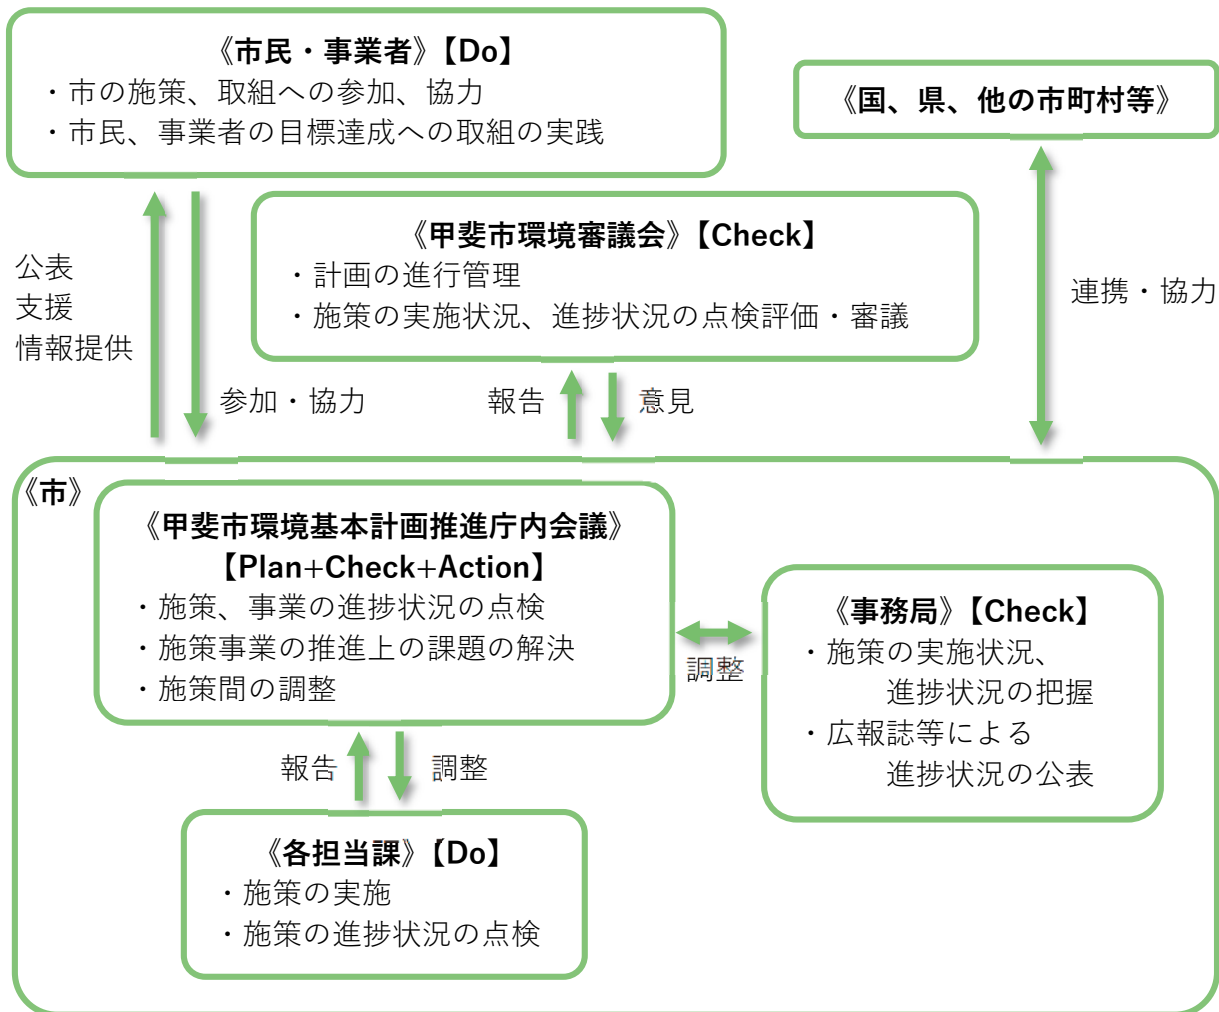 《市民・事業者》【Do】
・市の施策、取組への参加、協力
・市民、事業者の目標達成への取組の実践
《国、県、他の市町村等》
《甲斐市環境審議会》【Check】
・計画の進行管理
・施策の実施状況、進捗状況の点検評価・審議
公表
支援
情報提供
参加・協力
報告
意見
連携・協力
《市》
《甲斐市環境基本計画推進庁内会議》
【Plan+Check+Action】
・施策、事業の進捗状況の点検
・施策事業の推進上の課題の解決
・施策間の調整
調整
《事務局》【Check】
・施策の実施状況、
進捗状況の把握
・広報誌等による
進捗状況の公表
報告
調整
《各担当課》【Do】
・施策の実施
・施策の進捗状況の点検